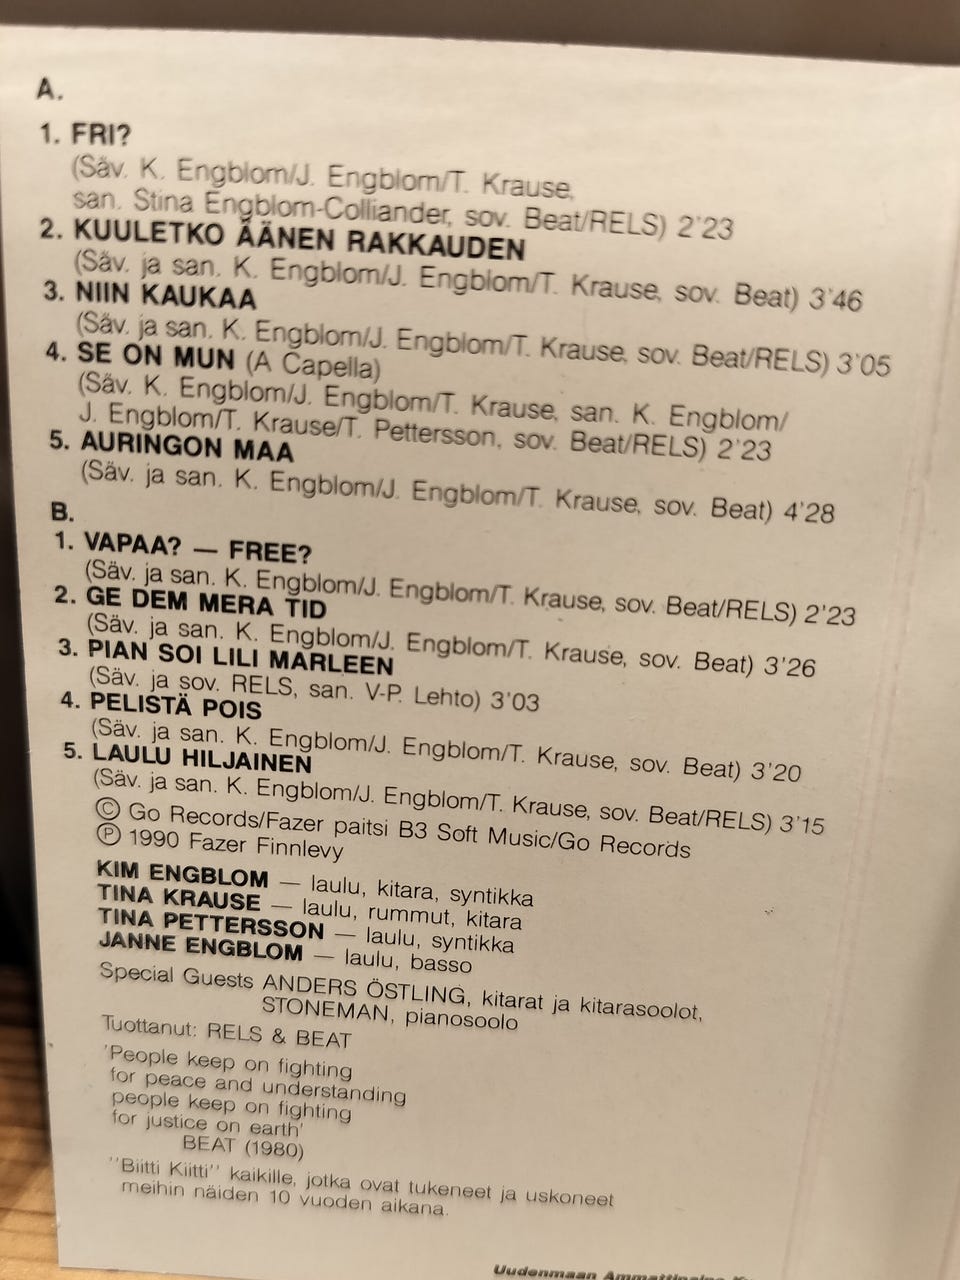 A.
1. FRI?
(Säv. K. Engblom/J. Engblom/T. Krause,
san. Stina Engblom-Colliander, sov. Beat/RELS) 2'23
2. KUULETKO ÄÄNEN RAKKAUDEN
(Säv. ja san. K. Engblom/J. Engblom/T. Krause, sov. Beat) 3'46
3. NIIN KAUKAA
(Säv. ja san. K. Engblom/J. Engblom/T. Krause, sov. Beat/RELS) 3'05
4. SE ON MUN (A Capella)
(Säv. K. Engblom/J. Engblom/T. Krause, san. K. Engblom/
J. Engblom/T. Krause/T. Pettersson, sov. Beat/RELS) 2'23
5. AURINGON MAA
(Säv. ja san. K. Engblom/J. Engblom/T. Krause, sov. Beat) 4'28
B.
1. VAPAA? — FREE?
(Säv. ja san. K. Engblom/J. Engblom/T. Krause, sov. Beat/RELS) 2'23
2. GE DEM MERA TID
(Säv. ja san. K. Engblom/J. Engblom/T. Krause, sov. Beat) 3'26
3. PIAN SOI LILI MARLEEN
(Säv. ja sov. RELS, san. V-P. Lehto) 3'03
4. PELISTÄ POIS
(Säv. ja san. K. Engblom/J. Engblom/T. Krause, sov. Beat) 3'20
5. LAULU HILJAINEN
(Säv. ja san. K. Engblom/J. Engblom/T. Krause, sov. Beat/RELS) 3'15
© Go Records/Fazer paitsi B3 Soft Music/Go Records
℗ 1990 Fazer Finnlevy
KIM ENGBLOM — laulu, kitara, syntikka
TINA KRAUSE — laulu, rummut, kitara
TINA PETTERSSON — laulu, syntikka
JANNE ENGBLOM — laulu, basso
Special Guests ANDERS ÖSTLING, kitarat ja kitarasoolot,
STONEMAN, pianosoolo
Tuottanut: RELS & BEAT
'People keep on fighting
for peace and understanding
people keep on fighting
for justice on earth'
BEAT (1980)
''Biitti Kiitti'' kaikille, jotka ovat tukeneet ja uskoneet
meihin näiden 10 vuoden aikana.
Uudenmaan